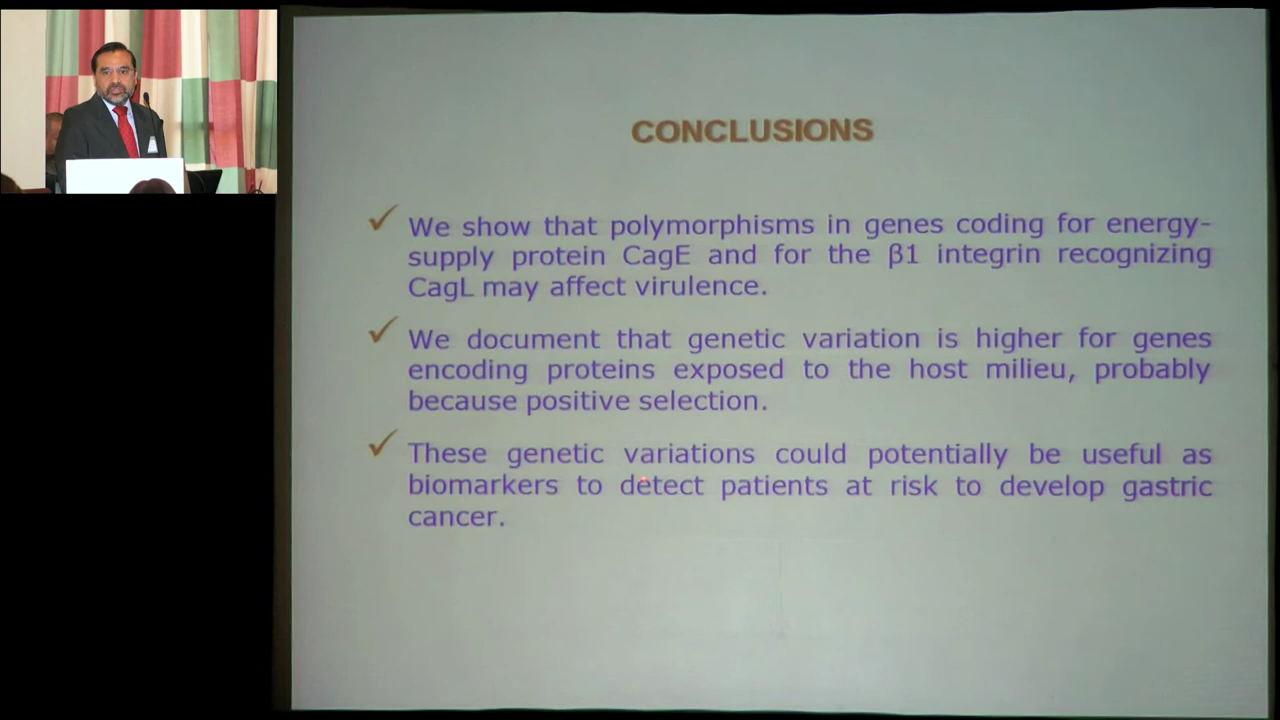 CONCLUSIONS
We show that polymorphisms in genes coding for energy-
supply protein CagE and for the β1 integrin recognizing
CagL may affect virulence.
We document that genetic variation is higher for genes
encoding proteins exposed to the host milieu, probably
because positive selection.
These genetic variations could potentially be useful as
biomarkers to detect patients at risk to develop gastric
cancer.